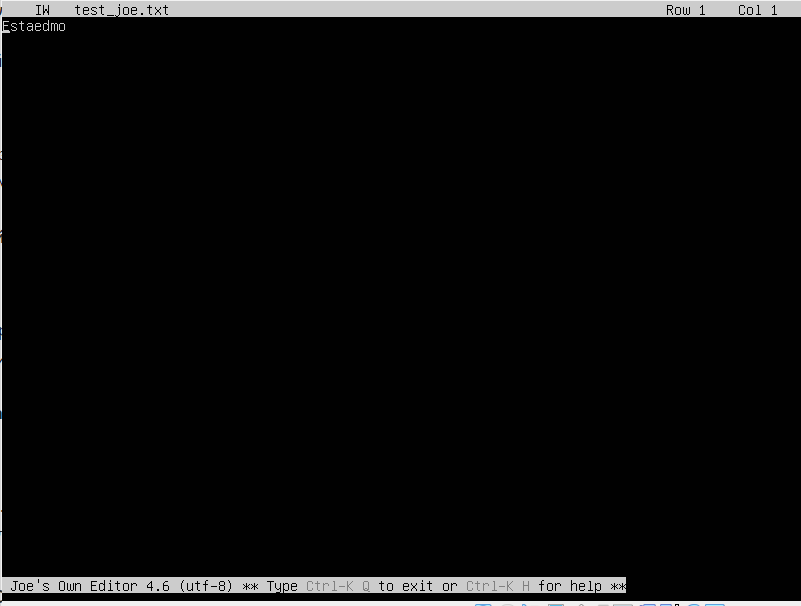 IW test_joe.txt Row 1 Col 1
Estaedmo
Joe's Own Editor 4.6 (utf-8) ** Type Ctrl-K Q to exit or Ctrl-K H for help **